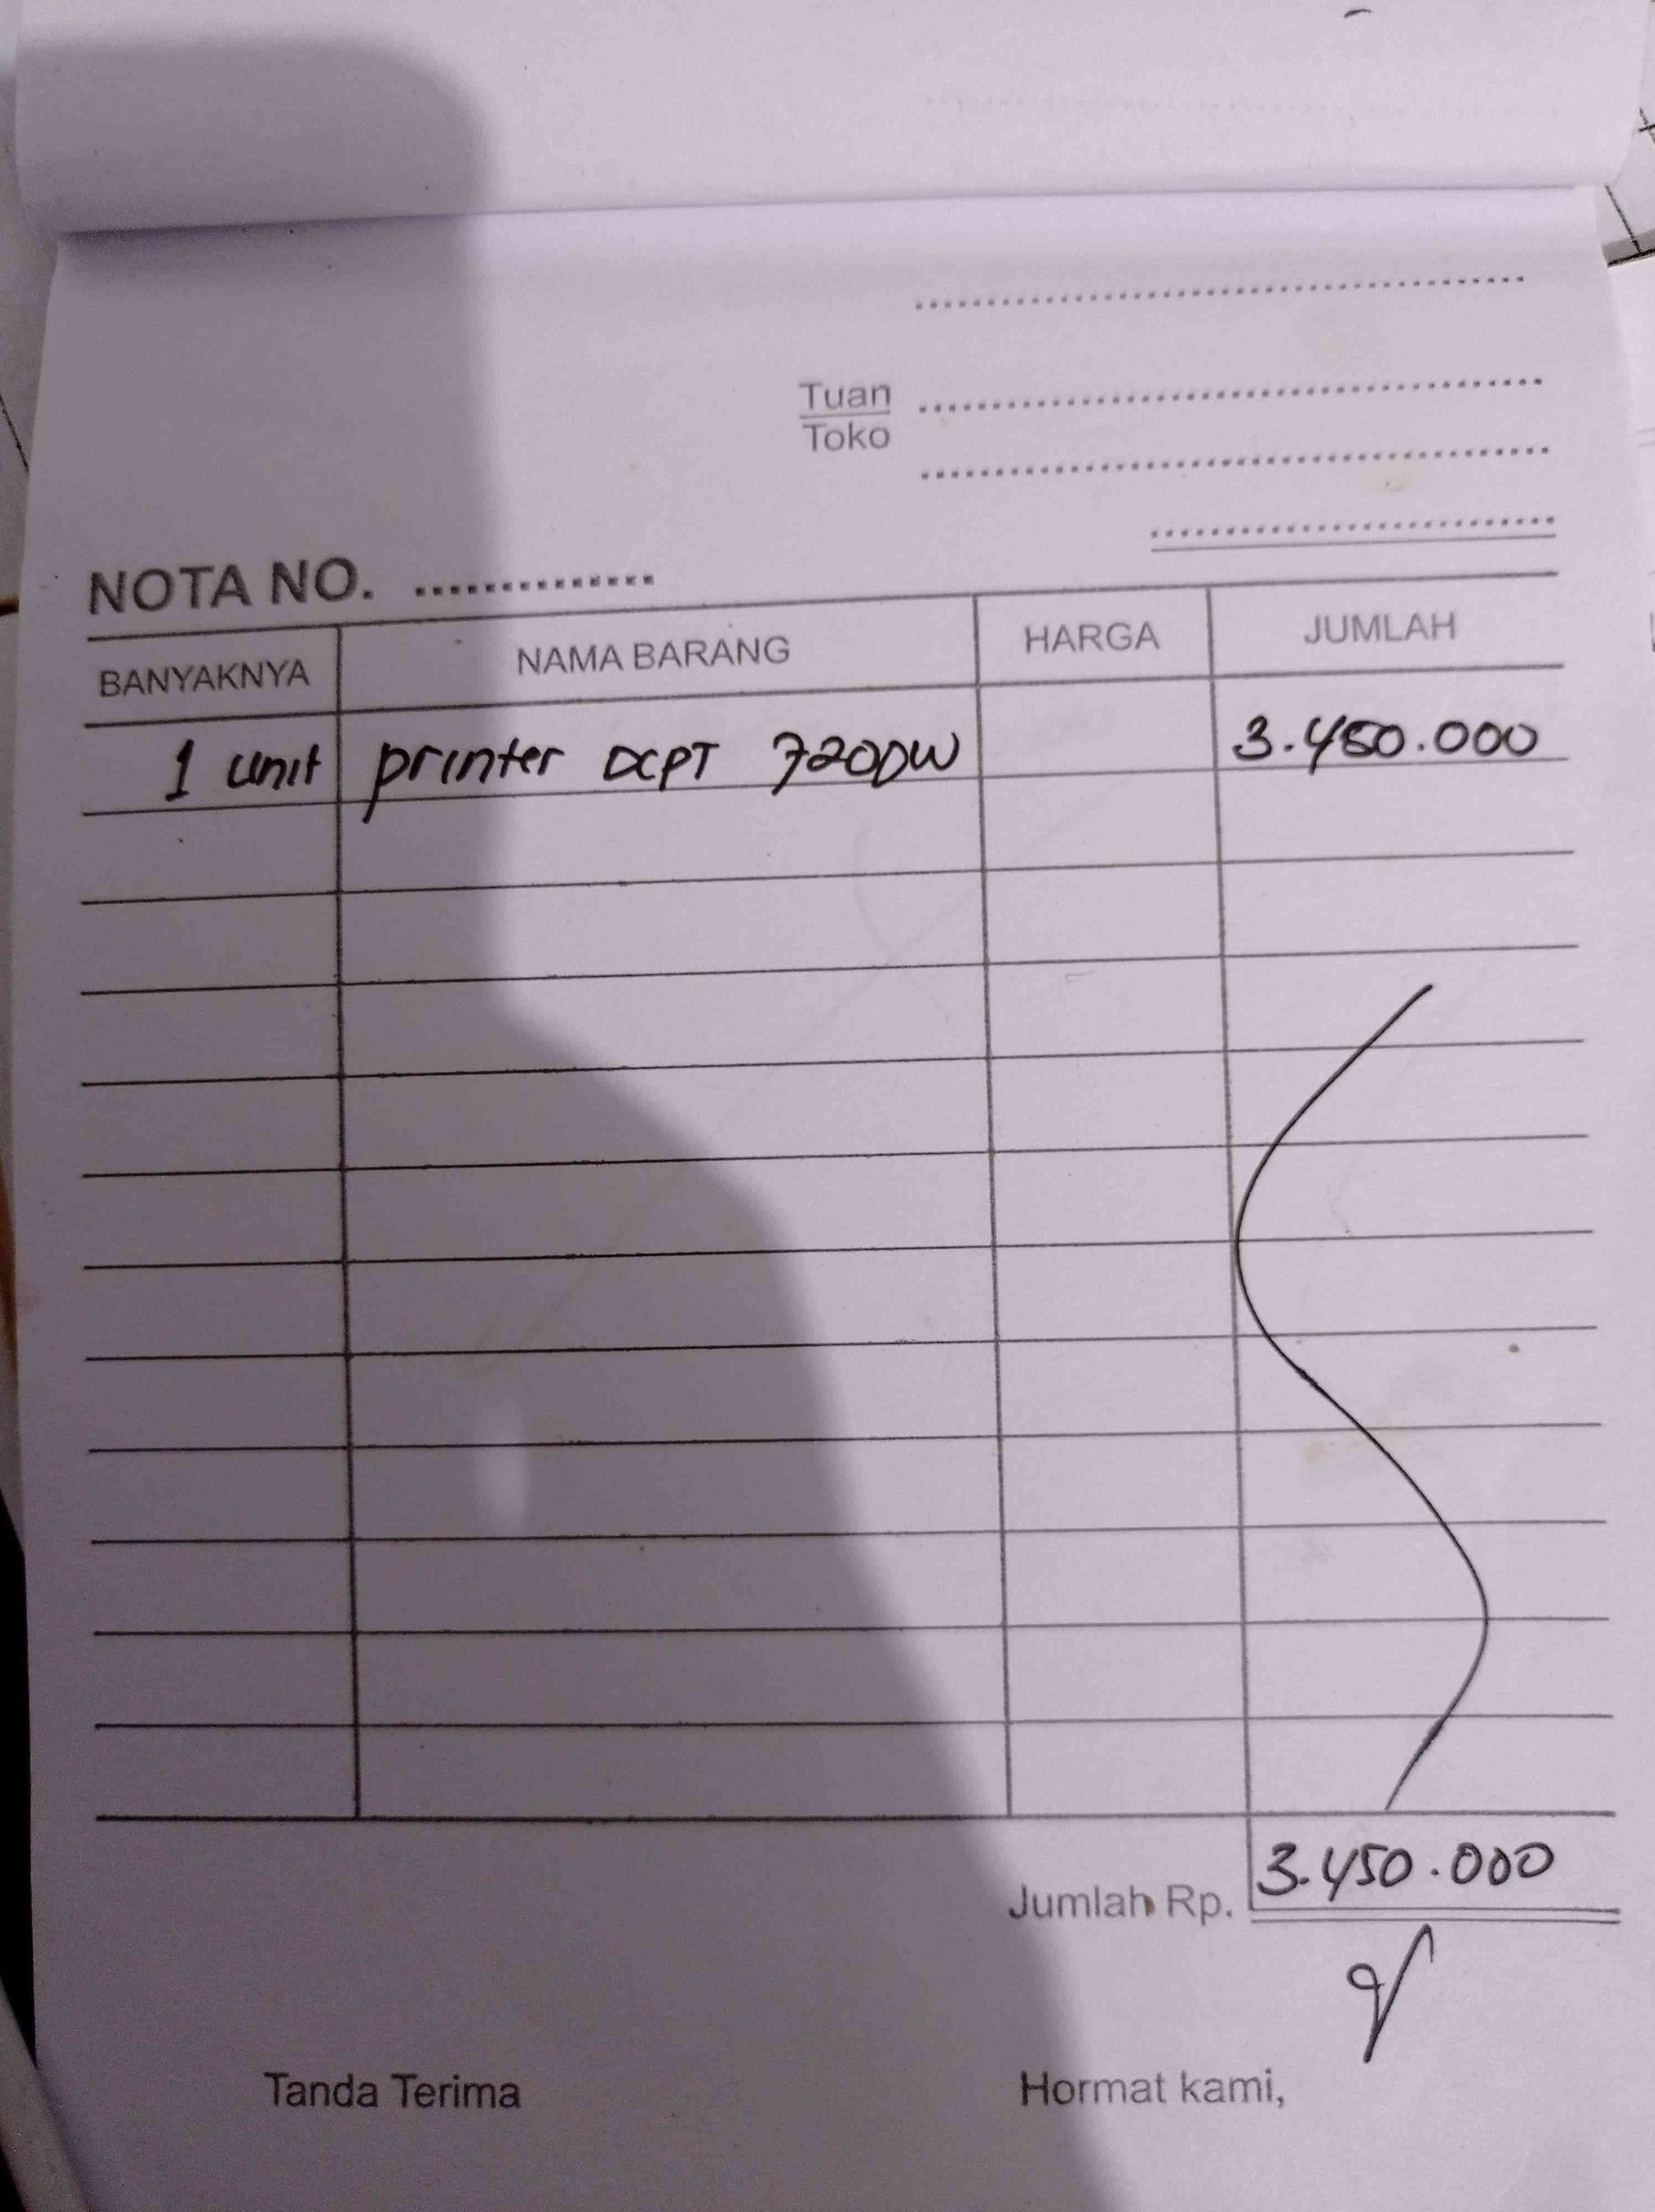 Tuan
Toko
NOTA NO. ..............
BANYAKNYA NAMA BARANG HARGA JUMLAH
1 unit printer DCPT 720DW 3.450.000
Jumlah Rp. 3.450.000
Tanda Terima Hormat kami,